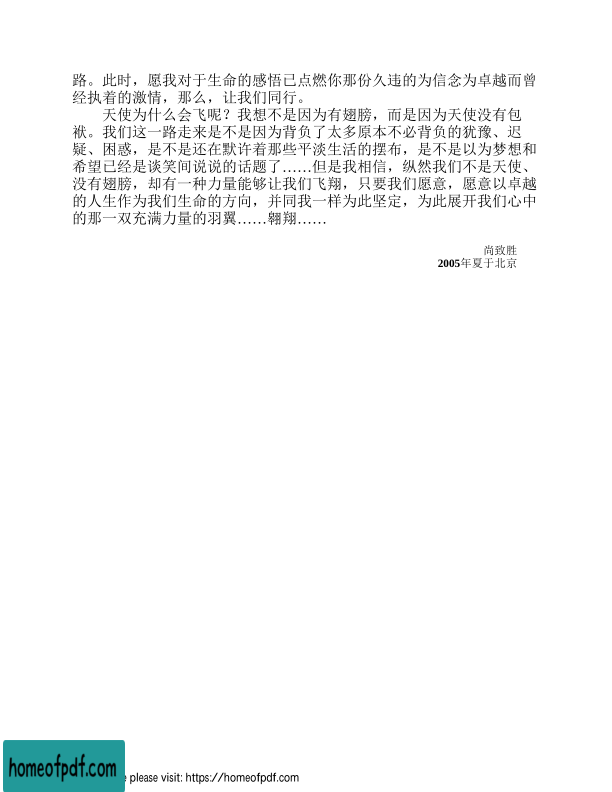 路。此时，愿我对于生命的感悟已点燃你那份久违的为信念为卓越而曾
经执着的激情，那么，让我们同行。
天使为什么会飞呢？我想不是因为有翅膀，而是因为天使没有包
袱。我们这一路走来是不是因为背负了太多原本不必背负的犹豫、迟
疑、困惑，是不是还在默许着那些平淡生活的摆布，是不是以为梦想和
希望已经是谈笑间说说的话题了……但是我相信，纵然我们不是天使、
没有翅膀，却有一种力量能够让我们飞翔，只要我们愿意，愿意以卓越
的人生作为我们生命的方向，并同我一样为此坚定，为此展开我们心中
的那一双充满力量的羽翼……翱翔……
尚致胜
2005年夏于北京
homeofpdf.com
please visit: https://homeofpdf.com